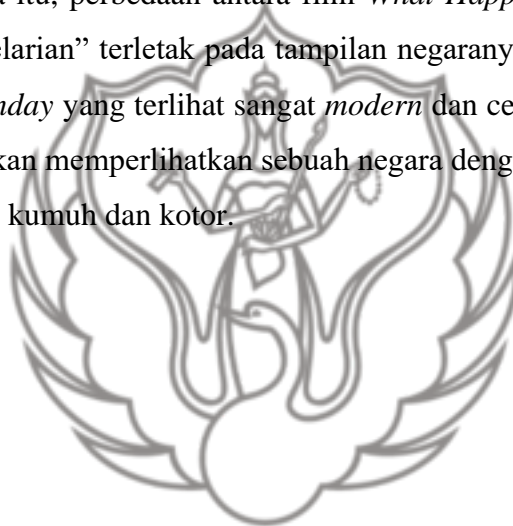 itu, perbedaan antara film What Happ
elarian” terletak pada tampilan negarany
nday yang terlihat sangat modern dan ce
kan memperlihatkan sebuah negara deng
kumuh dan kotor.